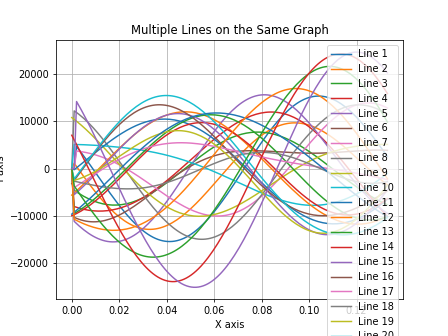 Multiple Lines on the Same Graph
20000
10000
0
−10000
−20000
0.00
0.02
0.04
0.06
0.08
0.10
X axis
Line 1
Line 2
Line 3
Line 4
Line 5
Line 6
Line 7
Line 8
Line 9
Line 10
Line 11
Line 12
Line 13
Line 14
Line 15
Line 16
Line 17
Line 18
Line 19
Line 20